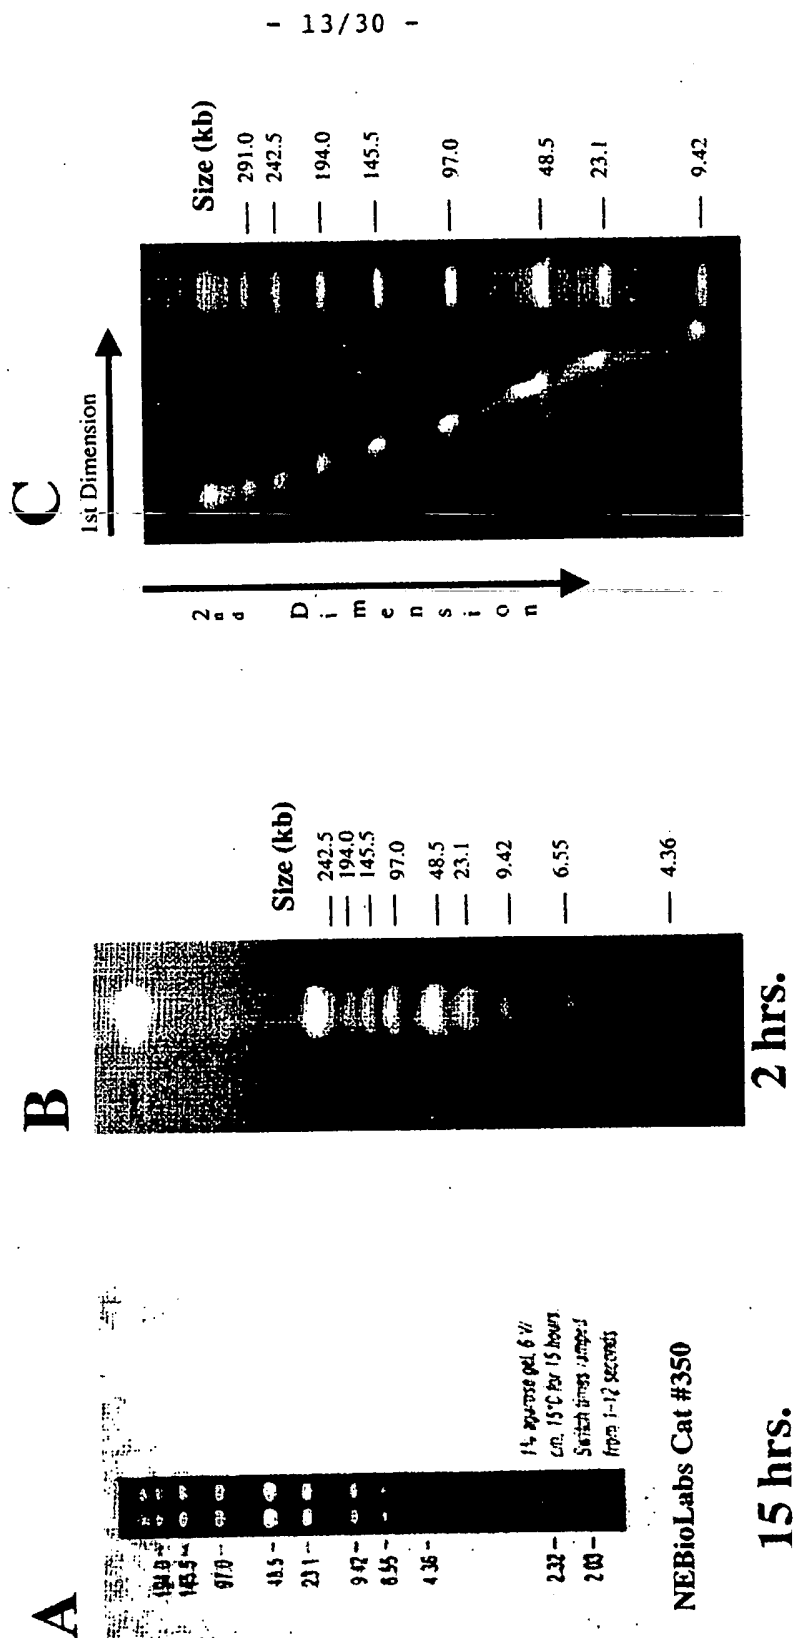 - 13/30 -
A
194.0 -
145.5 -
97.0 -
48.5 -
23.1 -
9.42 -
6.55 -
4.36 -
2.32 -
2.03 -
1% agarose gel, 6 V/
cm, 15°C for 15 hours.
Switch times ramped
from 1-12 seconds
NEBioLabs Cat #350
15 hrs.
B
Size (kb)
242.5
194.0
145.5
97.0
48.5
23.1
9.42
6.55
4.36
2 hrs.
C
1st Dimension
2nd Dimension
Size (kb)
291.0
242.5
194.0
145.5
97.0
48.5
23.1
9.42